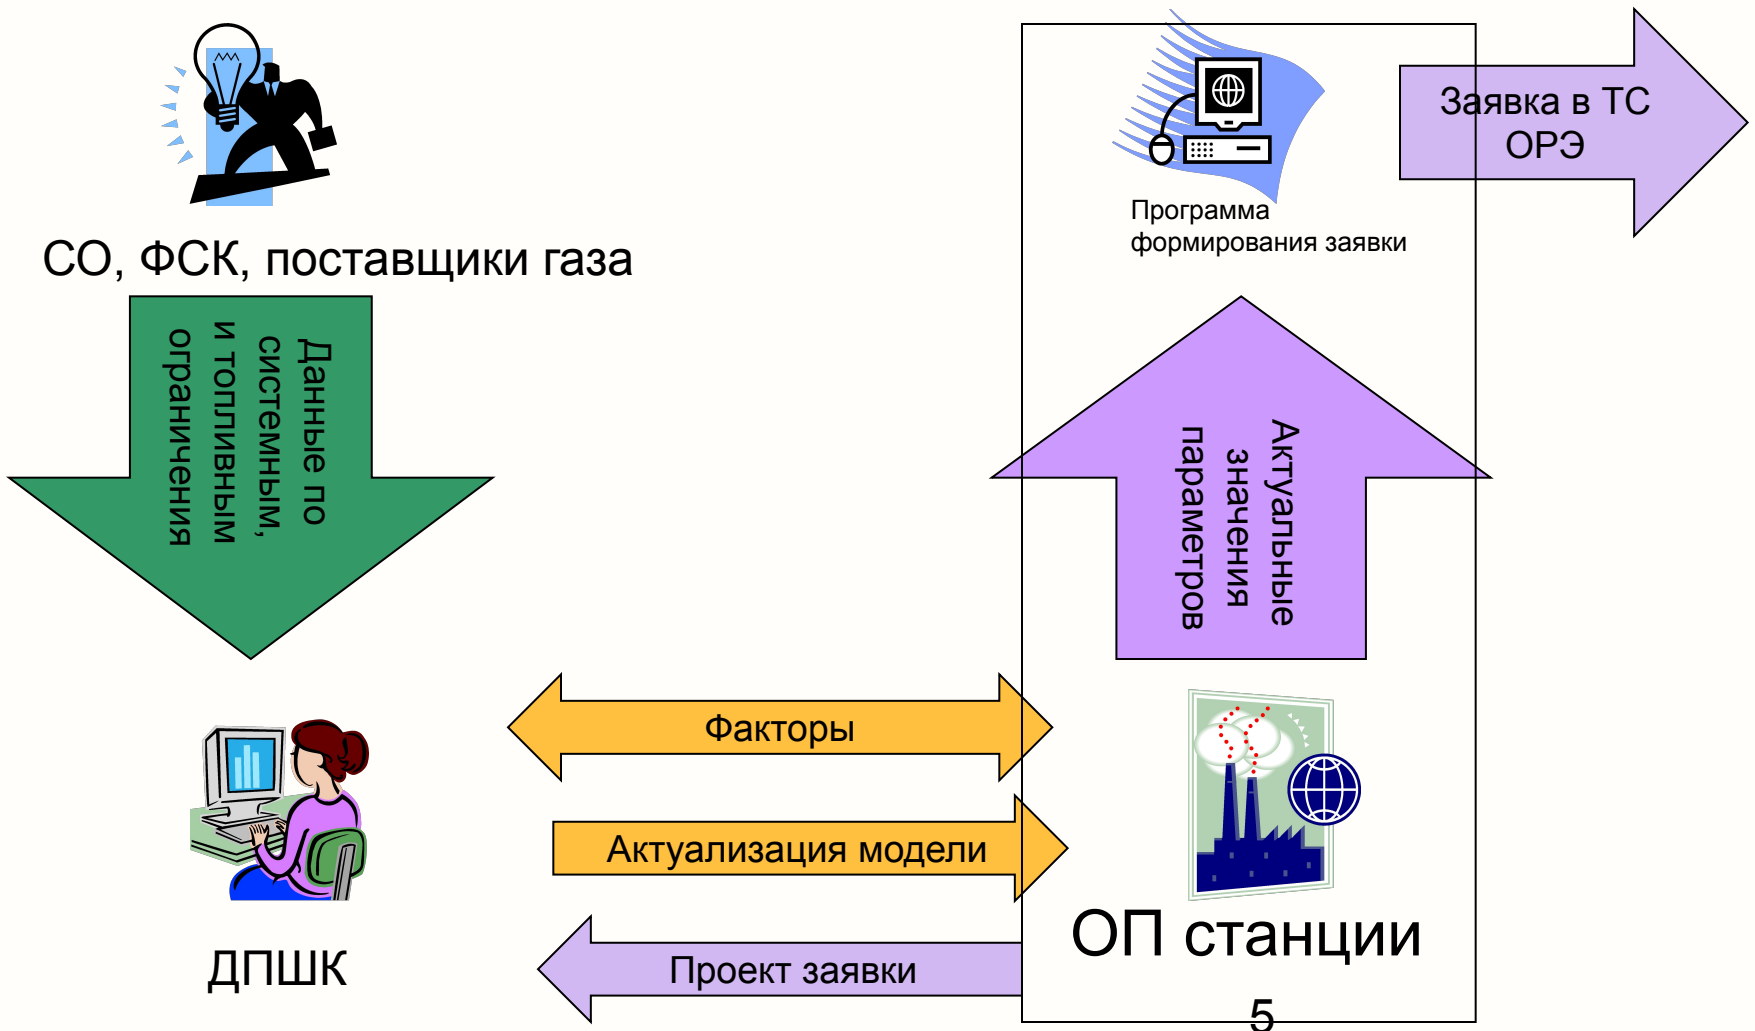 Заявка в ТС
ОРЭ
Программа
формирования заявки
СО, ФСК, поставщики газа
Данные по
системным,
и топливным
ограничения
Актуальные
значения
параметров
Факторы
Актуализация модели
Проект заявки
ДПШК
ОП станции
5